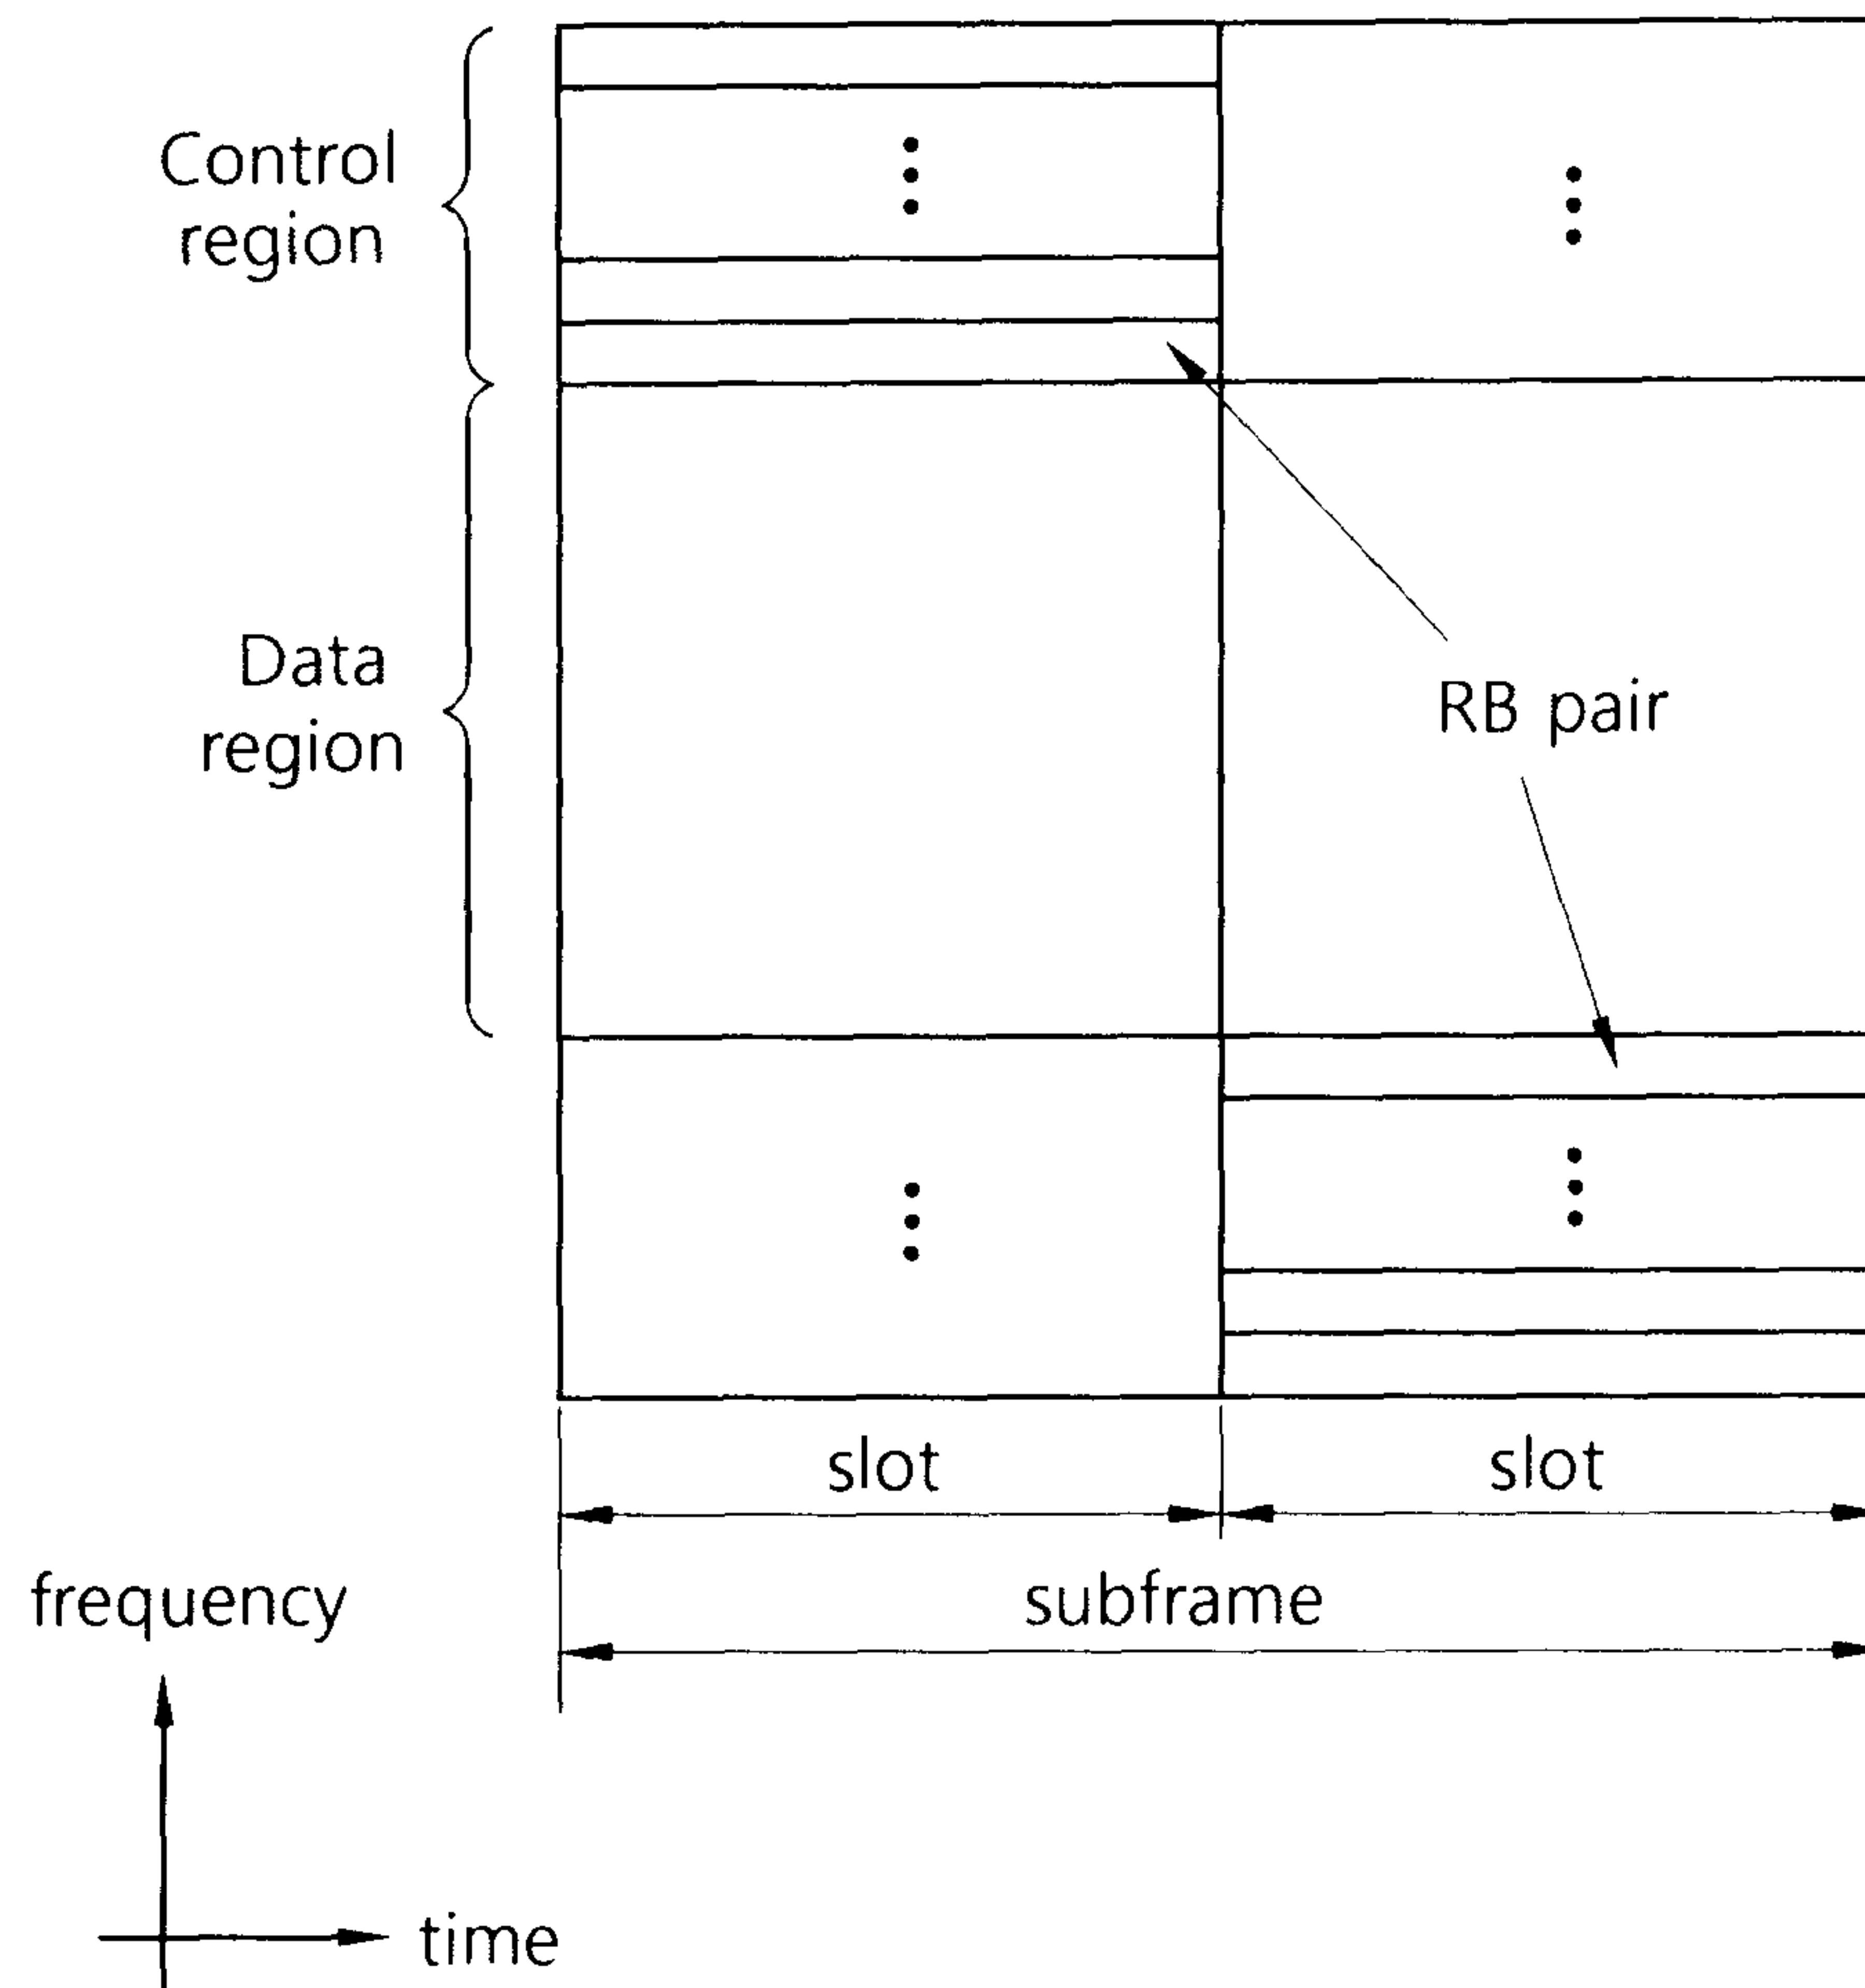 Control
region
Data
region
RB pair
slot
slot
subframe
frequency
time